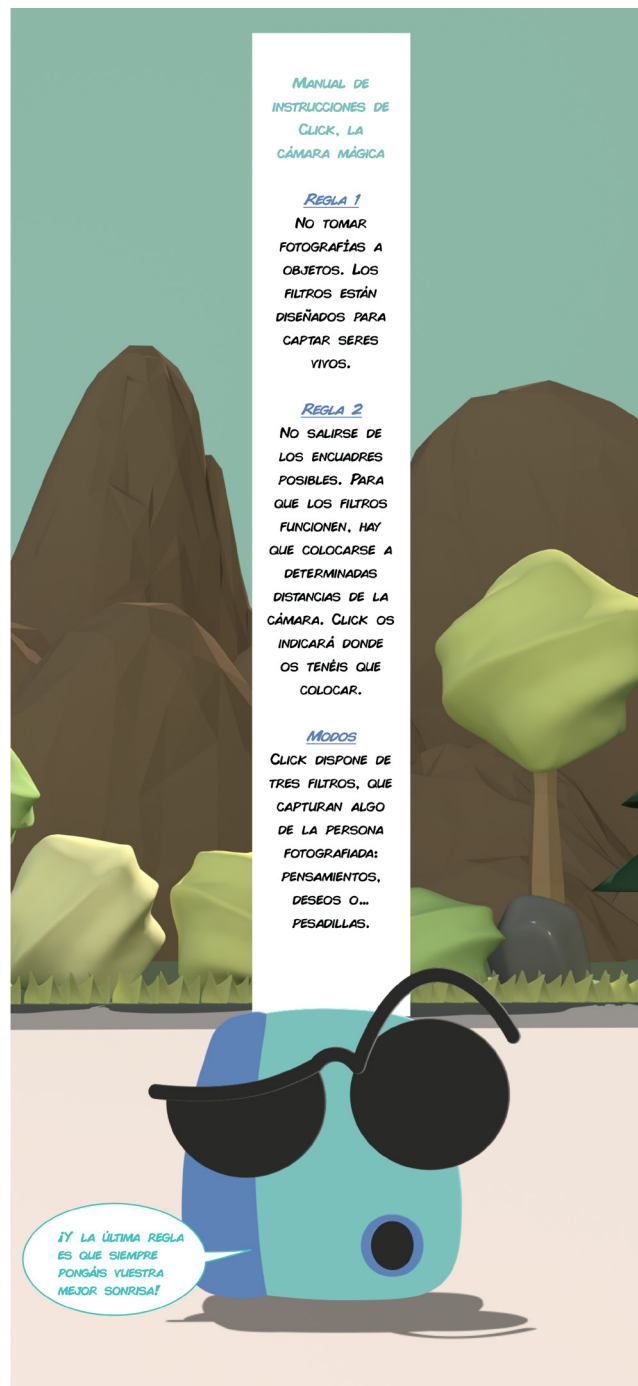 Manual de
instrucciones de
Click, la
cámara mágica
Regla 1
No tomar
fotografías a
objetos. Los
filtros están
diseñados para
captar seres
vivos.
Regla 2
No salirse de
los encuadres
posibles. Para
que los filtros
funcionen, hay
que colocarse a
determinadas
distancias de la
cámara. Click os
indicará donde
os tenéis que
colocar.
Modos
Click dispone de
tres filtros, que
capturan algo
de la persona
fotografiada:
pensamientos,
deseos o...
pesadillas.
¡Y la última regla
es que siempre
pongáis vuestra
mejor sonrisa!